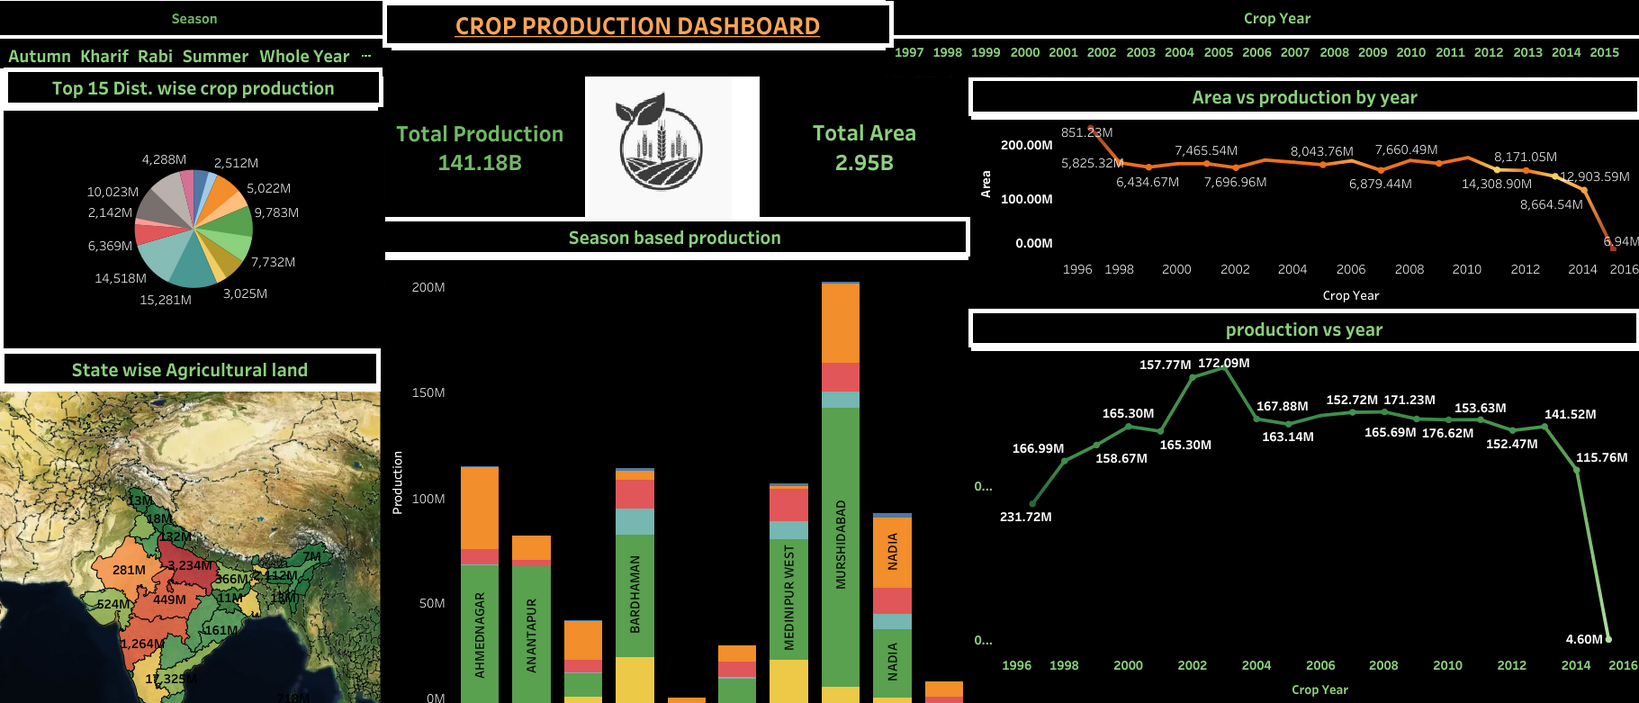 Season
Autumn Kharif Rabi Summer Whole Year ...
CROP PRODUCTION DASHBOARD
Crop Year
1997 1998 1999 2000 2001 2002 2003 2004 2005 2006 2007 2008 2009 2010 2011 2012 2013 2014 2015
Top 15 Dist. wise crop production
4,288M
2,512M
10,023M
5,022M
2,142M
9,783M
6,369M
7,732M
14,518M
3,025M
15,281M
State wise Agricultural land
13M
18M
132M
3,234M
7M
281M
366M
524M
449M
11M
13M
1,264M
161M
17,325M
218M
Total Production
141.18B
Total Area
2.95B
Season based production
Production
200M
150M
100M
50M
0M
AHMEDNAGAR
ANANTAPUR
BARDHAMAN
MEDINIPUR WEST
MURSHIDABAD
NADIA
NADIA
Area vs production by year
Area
200.00M
100.00M
0.00M
851.23M
5,825.32M
6,434.67M
7,465.54M
7,696.96M
8,043.76M
6,879.44M
7,660.49M
14,308.90M
8,171.05M
8,664.54M
12,903.59M
6.94M
1996 1998 2000 2002 2004 2006 2008 2010 2012 2014 2016
Crop Year
production vs year
0...
0...
231.72M
166.99M
158.67M
165.30M
165.30M
157.77M
172.09M
167.88M
163.14M
152.72M
171.23M
165.69M
176.62M
153.63M
152.47M
141.52M
115.76M
4.60M
1996 1998 2000 2002 2004 2006 2008 2010 2012 2014 2016
Crop Year